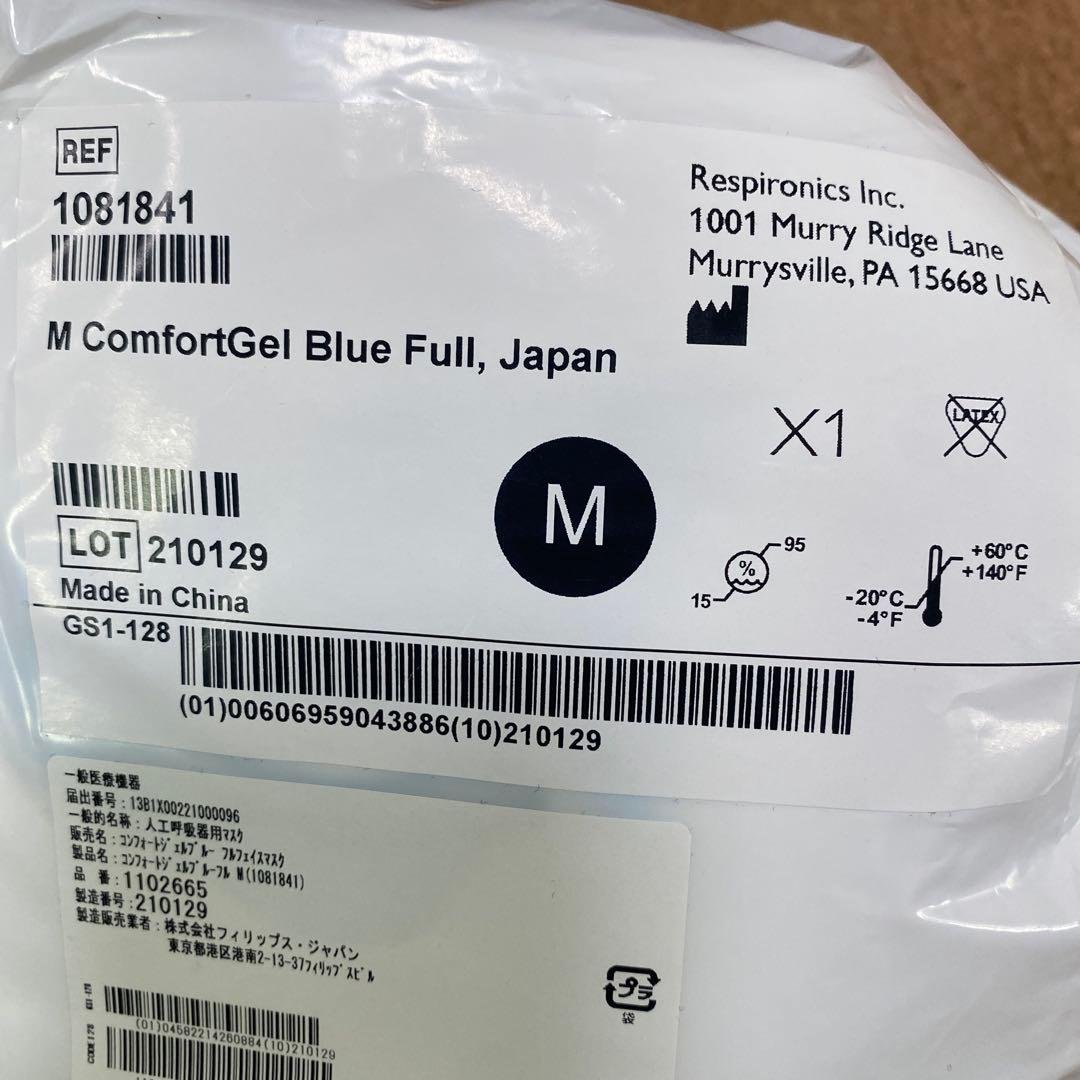 REF
1081841
M ComfortGel Blue Full, Japan
Respironics Inc.
1001 Murry Ridge Lane
Murrysville, PA 15668 USA
X1
LATEX
M
LOT 210129
Made in China
95
%
15
+60°C
+140°F
-20°C
-4°F
GS1-128
(01)00606959043886(10)210129
一般医療機器
届出番号：13B1X00221000096
一般的名称：人工呼吸器用マスク
販売名：コンフォートジェルブルー フルフェイスマスク
製品名：コンフォートジェルブルーフル M(1081841)
品 番：1102665
製造番号：210129
製造販売業者：株式会社フィリップス・ジャパン
東京都港区港南2-13-37フィリップスビル
プラ
袋
GS1-128
(01)04582214260884(10)210129
CODE128